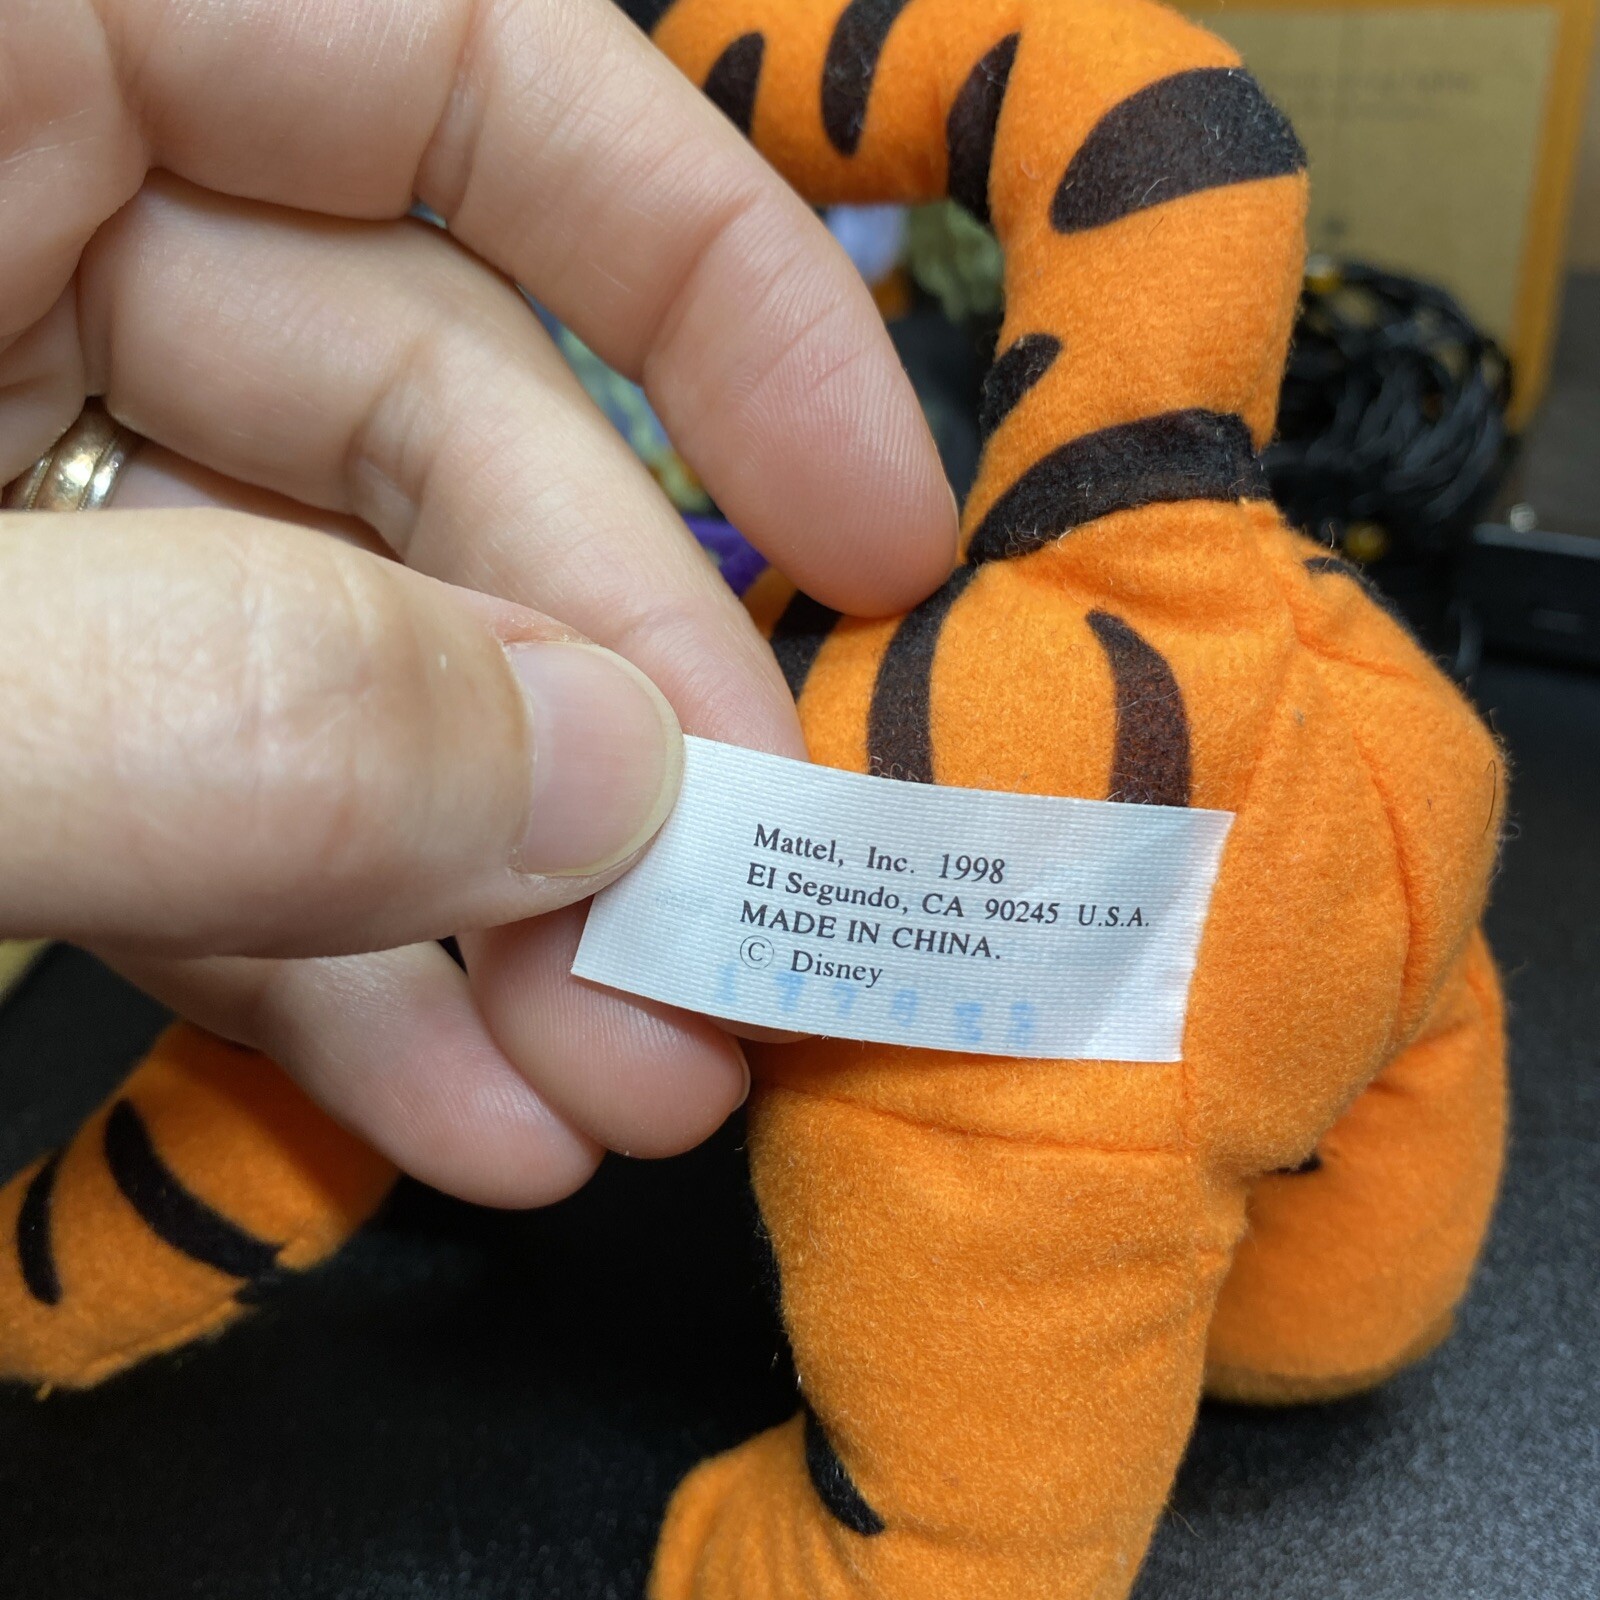 Mattel, Inc. 1998
El Segundo, CA 90245 U.S.A.
MADE IN CHINA.
© Disney